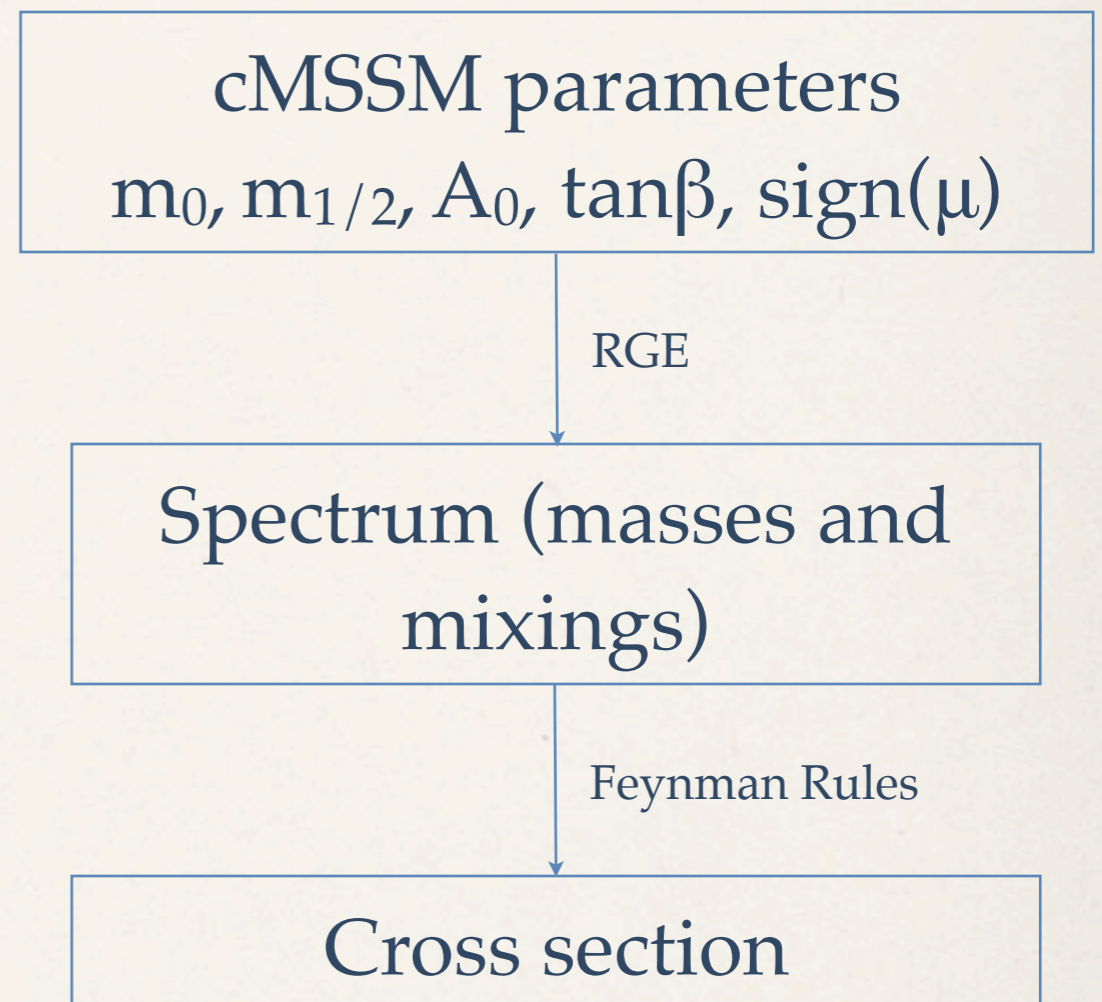 cMSSM parameters
m₀, m₁/₂, A₀, tanβ, sign(μ)
RGE
Spectrum (masses and
mixings)
Feynman Rules
Cross section